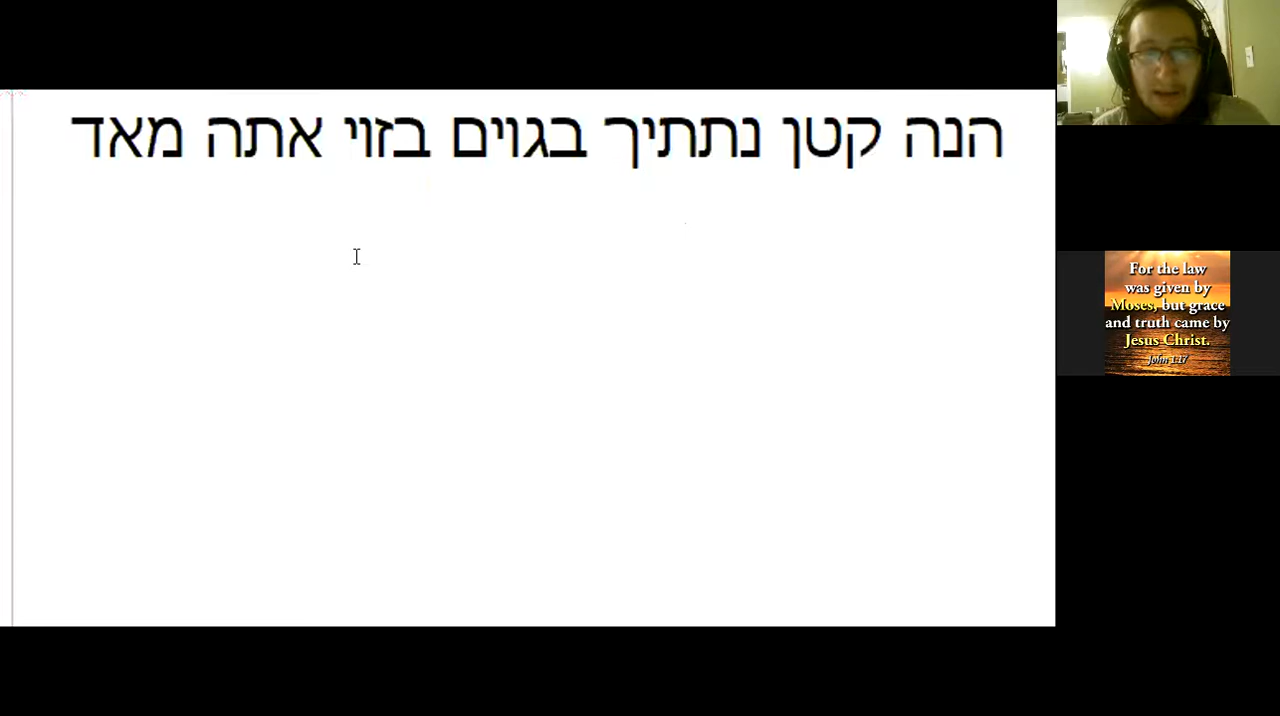 הנה קטן נתתיך בגוים בזוי אתה מאד
For the law
was given by
Moses, but grace
and truth came by
Jesus Christ.
John 1:17